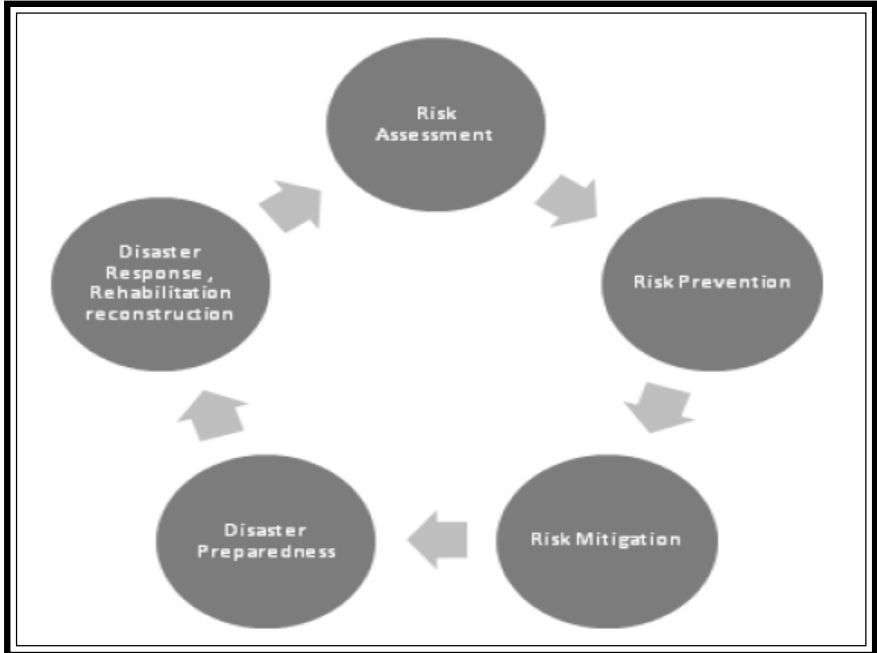 Risk
Assessment
Risk Prevention
Risk Mitigation
Disaster
Preparedness
Disaster
Response ,
Rehabilitation
reconstruction